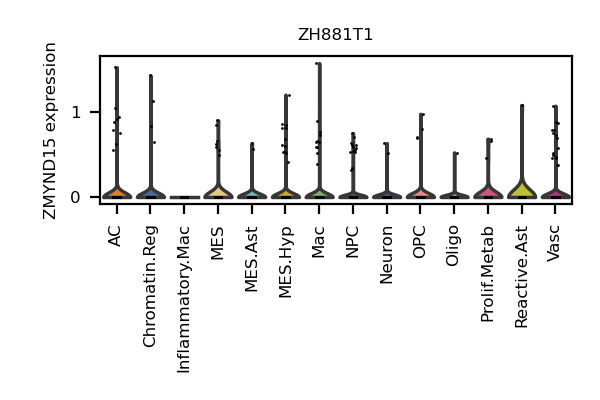 ZH881T1
ZMYND15 expression
1
0
AC
Chromatin.Reg
Inflammatory.Mac
MES
MES.Ast
MES.Hyp
Mac
NPC
Neuron
OPC
Oligo
Prolif.Metab
Reactive.Ast
Vasc